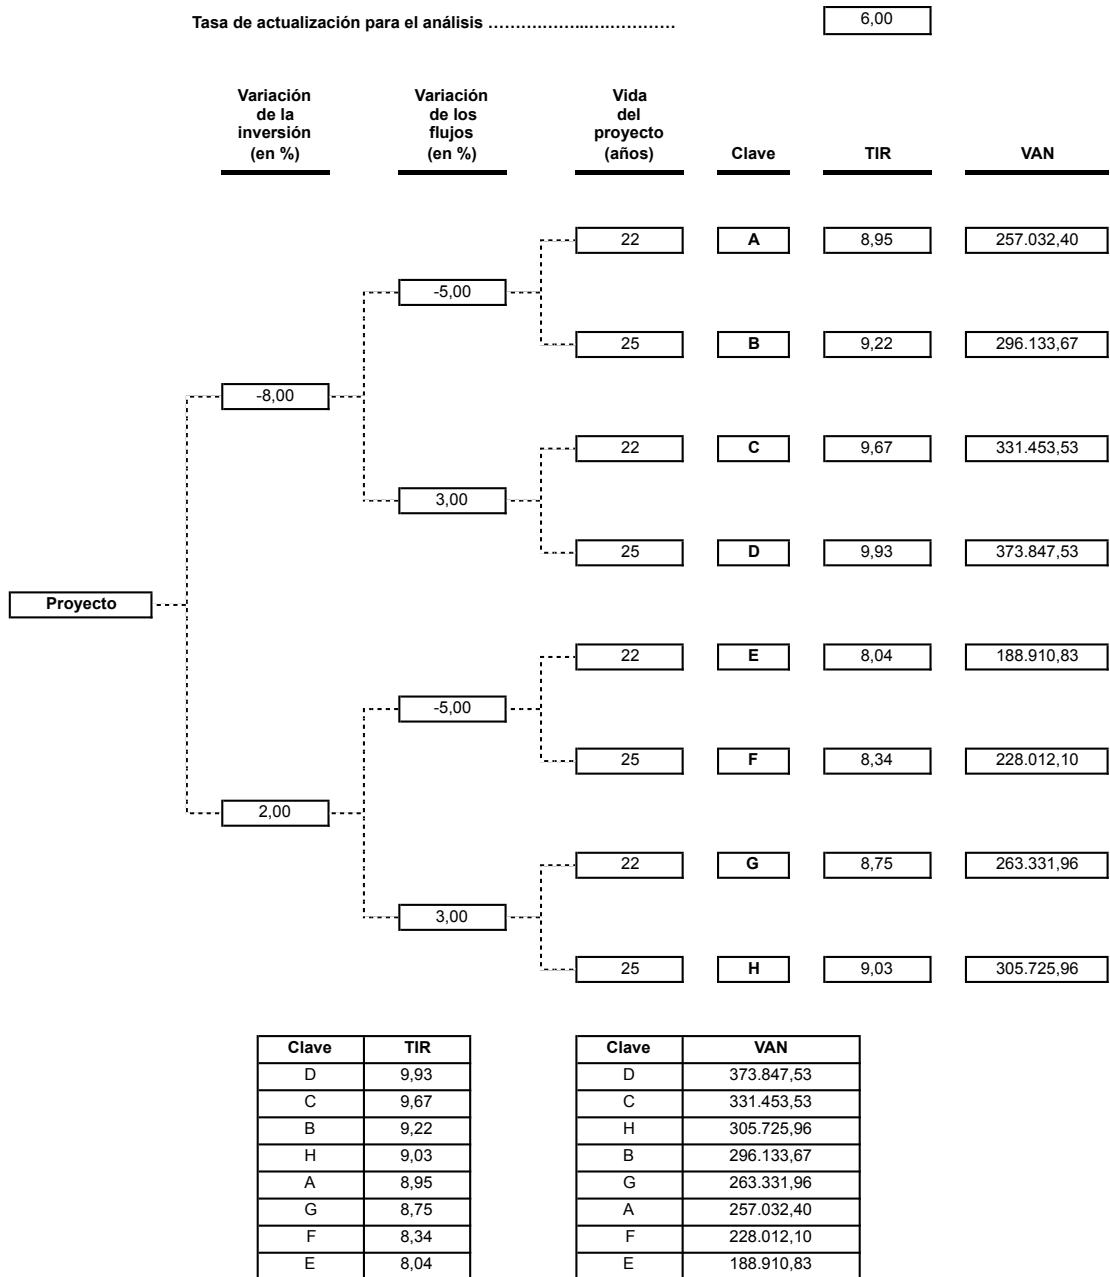 Tasa de actualización para el análisis ……….……...….…………
6,00
Variación de la inversión (en %)
Variación de los flujos (en %)
Vida del proyecto (años)
Clave
TIR
VAN
22 A 8,95 257.032,40
-5,00
25 B 9,22 296.133,67
-8,00
22 C 9,67 331.453,53
3,00
25 D 9,93 373.847,53
Proyecto
22 E 8,04 188.910,83
-5,00
25 F 8,34 228.012,10
2,00
22 G 8,75 263.331,96
3,00
25 H 9,03 305.725,96
Clave TIR
D 9,93
C 9,67
B 9,22
H 9,03
A 8,95
G 8,75
F 8,34
E 8,04
Clave VAN
D 373.847,53
C 331.453,53
H 305.725,96
B 296.133,67
G 263.331,96
A 257.032,40
F 228.012,10
E 188.910,83